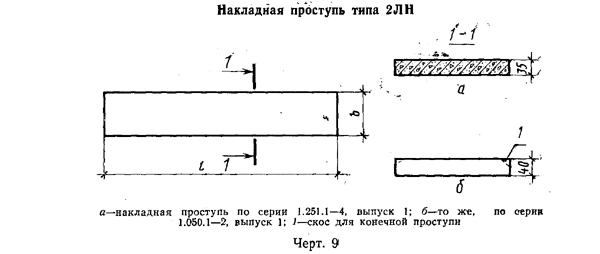 Накладная проступь типа 2ЛН
1-1
1
35
а
b
1
l
1
40
б
а—накладная проступь по серии 1.251.1—4, выпуск 1; б—то же, по серии
1.050.1—2, выпуск 1; 1—скос для конечной проступи
Черт. 9